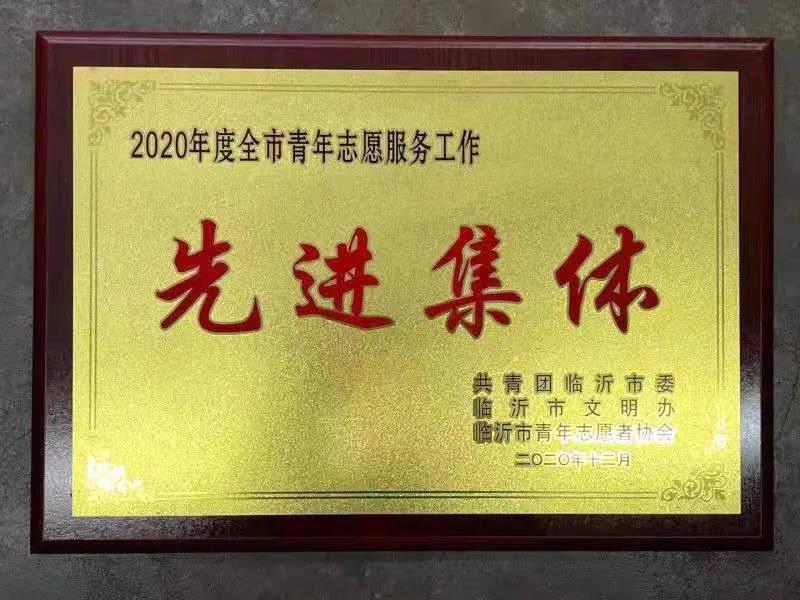 2020年度全市青年志愿服务工作
先进集体
共青团临沂市委
临沂市文明办
临沂市青年志愿者协会
二〇二〇年十二月